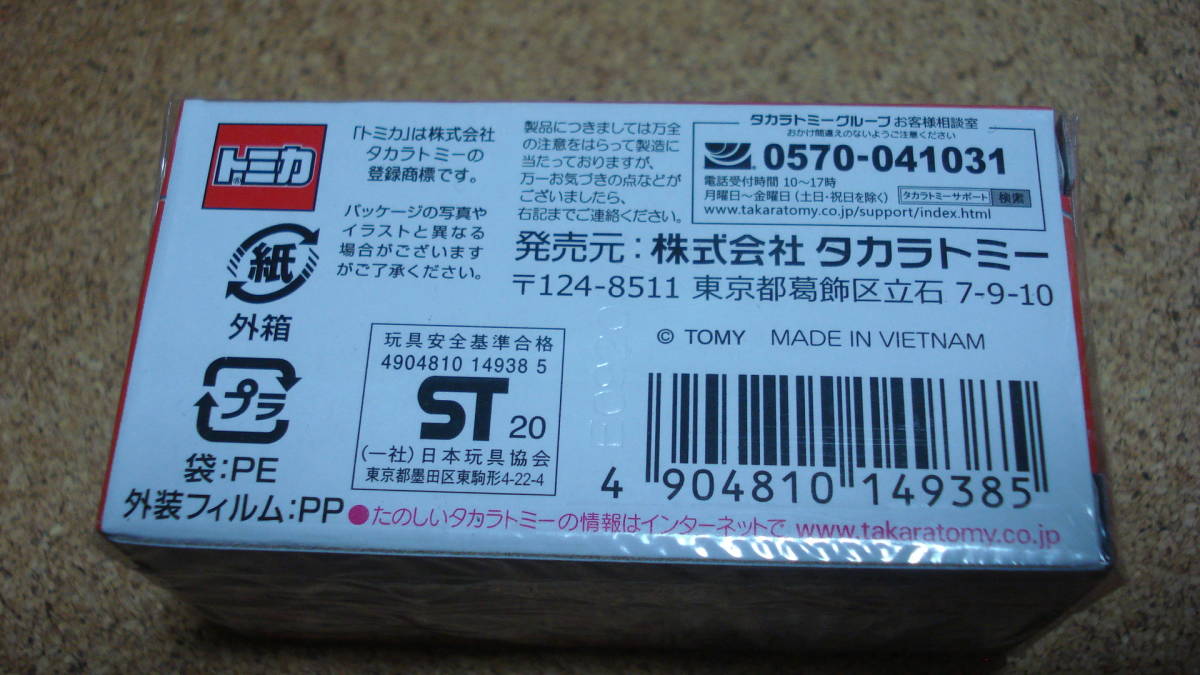 トミカ
®
「トミカ」は株式会社
タカラトミーの
登録商標です。
パッケージの写真や
イラストと異なる
場合がございます
がご了承ください。
製品につきましては万全
の注意をはらって製造に
当たっておりますが、
万一お気づきの点などが
ございましたら、
右記までご連絡ください。
タカラトミーグループ お客様相談室
おかけ間違えのないようご注意ください
0570-041031
電話受付時間 10～17時
月曜日～金曜日(土日・祝日を除く)
タカラトミーサポート 検索
www.takaratomy.co.jp/support/index.html
発売元:株式会社 タカラトミー
〒124-8511 東京都葛飾区立石 7-9-10
© TOMY MADE IN VIETNAM
紙
外箱
プラ
袋:PE
外装フィルム:PP
玩具安全基準合格
4904810 14938 5
ST 20
(一社)日本玩具協会
東京都墨田区東駒形4-22-4
4 904810 149385
●たのしいタカラトミーの情報はインターネットで www.takaratomy.co.jp